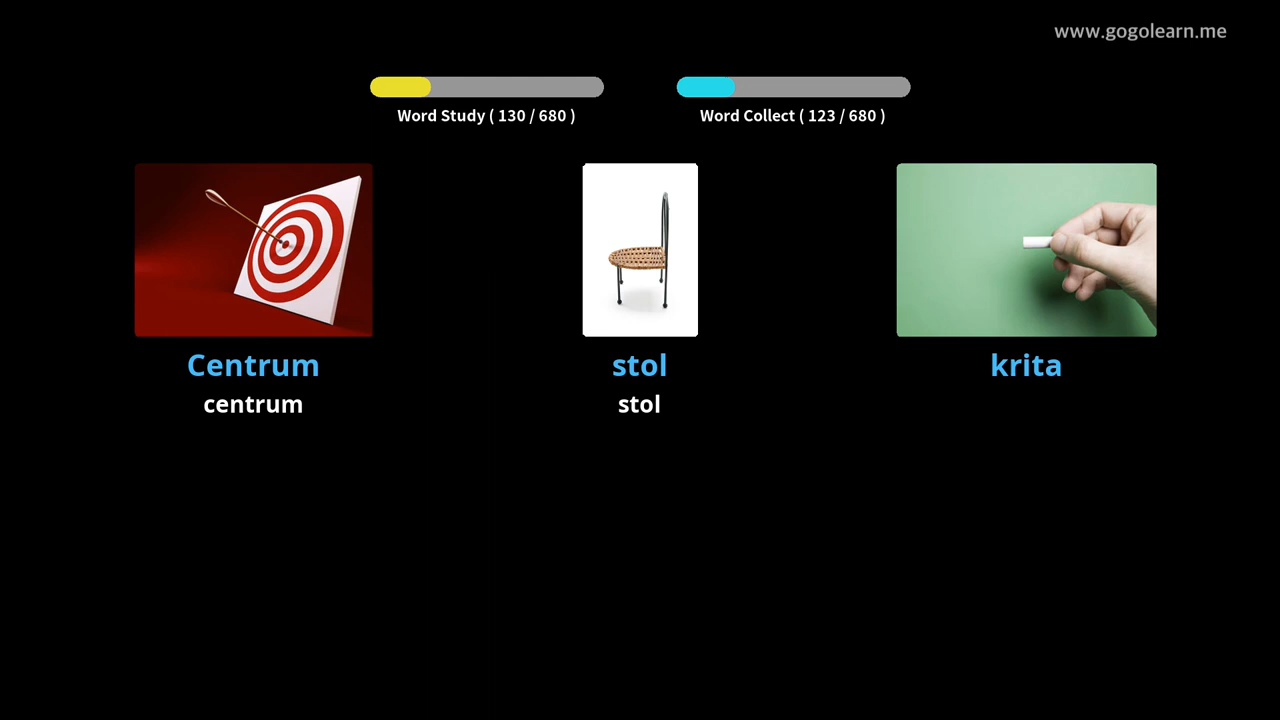 www.gogolearn.me
Word Study ( 130 / 680 )
Word Collect ( 123 / 680 )
Centrum
centrum
stol
stol
krita